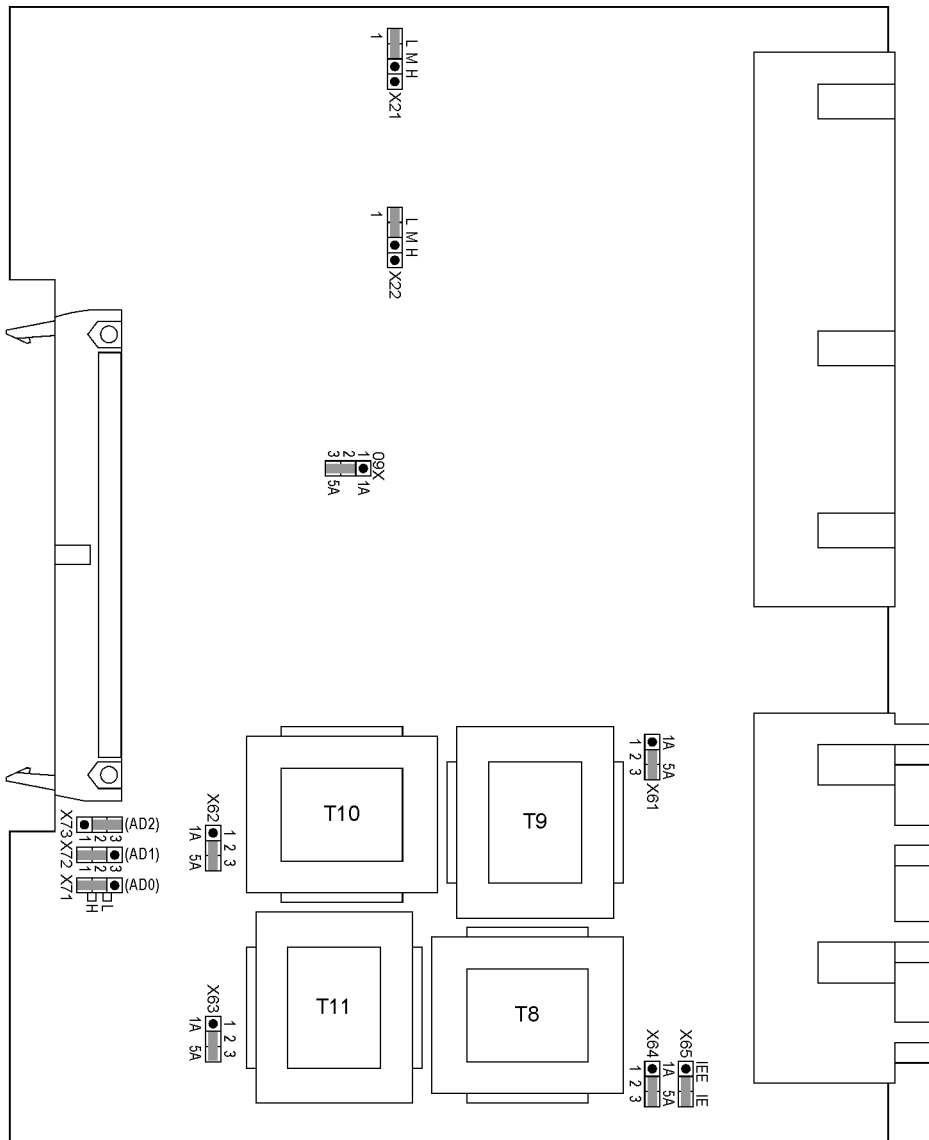 1
L M H
X21
1
L M H
X22
X60
1 2 3
1A 5A
T10
T9
1A 5A
1 2 3
X61
X62
1 2 3
1A 5A
X73
1 2 3
(AD2)
X72
1 2 3
(AD1)
X71
(AD0)
L
H
T11
T8
X63
1 2 3
1A 5A
X64
1A 5A
1 2 3
X65
IEE IE